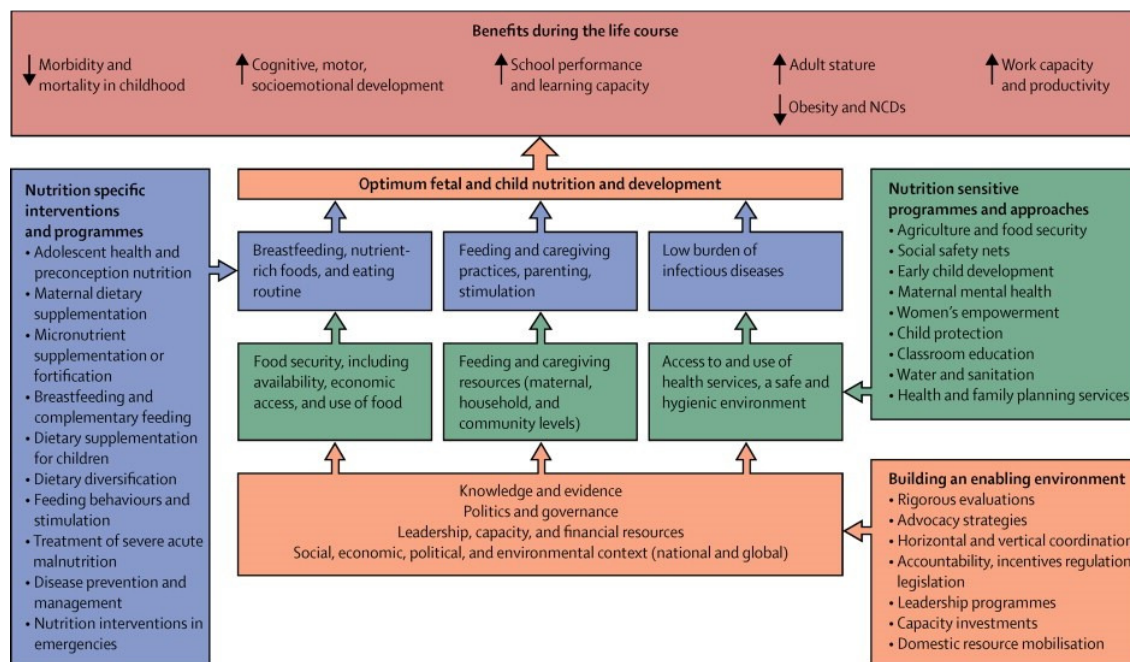 Benefits during the life course
Morbidity and
mortality in childhood
Cognitive, motor,
socioemotional development
School performance
and learning capacity
Adult stature
Obesity and NCDs
Work capacity
and productivity
Nutrition specific
interventions
and programmes
• Adolescent health and
preconception nutrition
• Maternal dietary
supplementation
• Micronutrient
supplementation or
fortification
• Breastfeeding and
complementary feeding
• Dietary supplementation
for children
• Dietary diversification
• Feeding behaviours and
stimulation
• Treatment of severe acute
malnutrition
• Disease prevention and
management
• Nutrition interventions in
emergencies
Optimum fetal and child nutrition and development
Breastfeeding, nutrient-
rich foods, and eating
routine
Feeding and caregiving
practices, parenting,
stimulation
Low burden of
infectious diseases
Food security, including
availability, economic
access, and use of food
Feeding and caregiving
resources (maternal,
household, and
community levels)
Access to and use of
health services, a safe and
hygienic environment
Knowledge and evidence
Politics and governance
Leadership, capacity, and financial resources
Social, economic, political, and environmental context (national and global)
Nutrition sensitive
programmes and approaches
• Agriculture and food security
• Social safety nets
• Early child development
• Maternal mental health
• Women's empowerment
• Child protection
• Classroom education
• Water and sanitation
• Health and family planning services
Building an enabling environment
• Rigorous evaluations
• Advocacy strategies
• Horizontal and vertical coordination
• Accountability, incentives regulation,
legislation
• Leadership programmes
• Capacity investments
• Domestic resource mobilisation